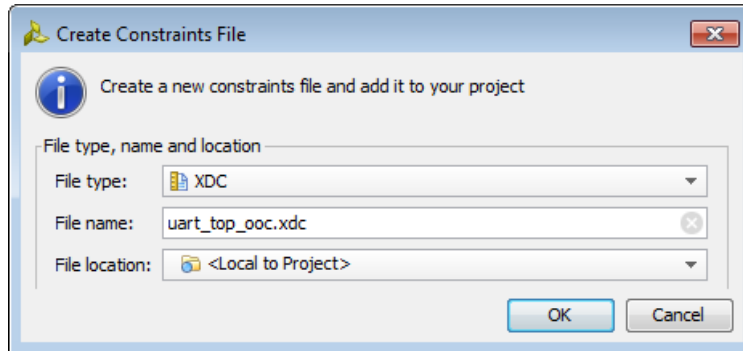 Create Constraints File
Create a new constraints file and add it to your project
File type, name and location
File type: XDC
File name: uart_top_ooc.xdc
File location: <Local to Project>
OK Cancel